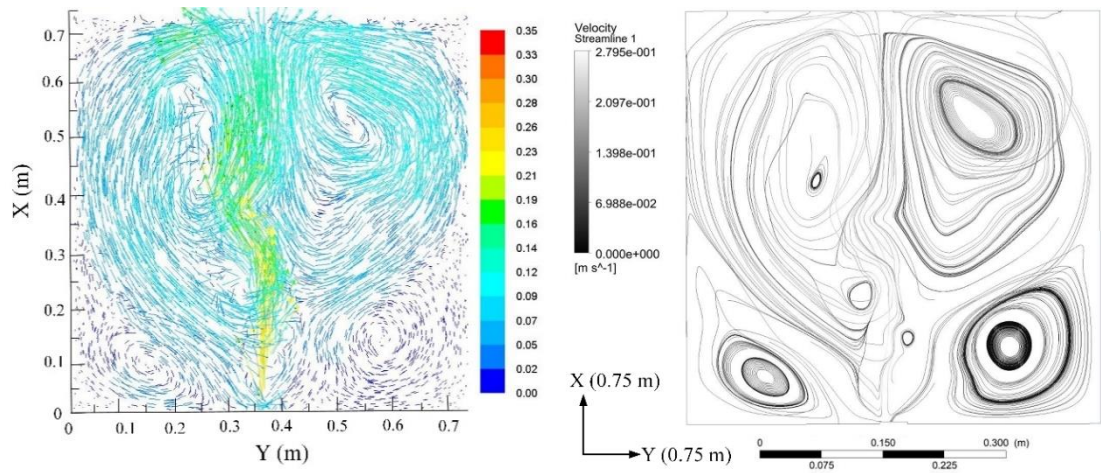 0.7
0.6
0.5
0.4
0.3
0.2
0.1
0
X (m)
0
0.1
0.2
0.3
0.4
0.5
0.6
0.7
Y (m)
0.35
0.33
0.31
0.28
0.26
0.24
0.21
0.19
0.16
0.14
0.12
0.09
0.07
0.05
0.02
0.00
Velocity
Streamline 1
2.795e-001
2.097e-001
1.398e-001
6.988e-002
0.000e+000
[m s^-1]
X (0.75 m)
Y (0.75 m)
0
0.150
0.300 (m)
0.075
0.225